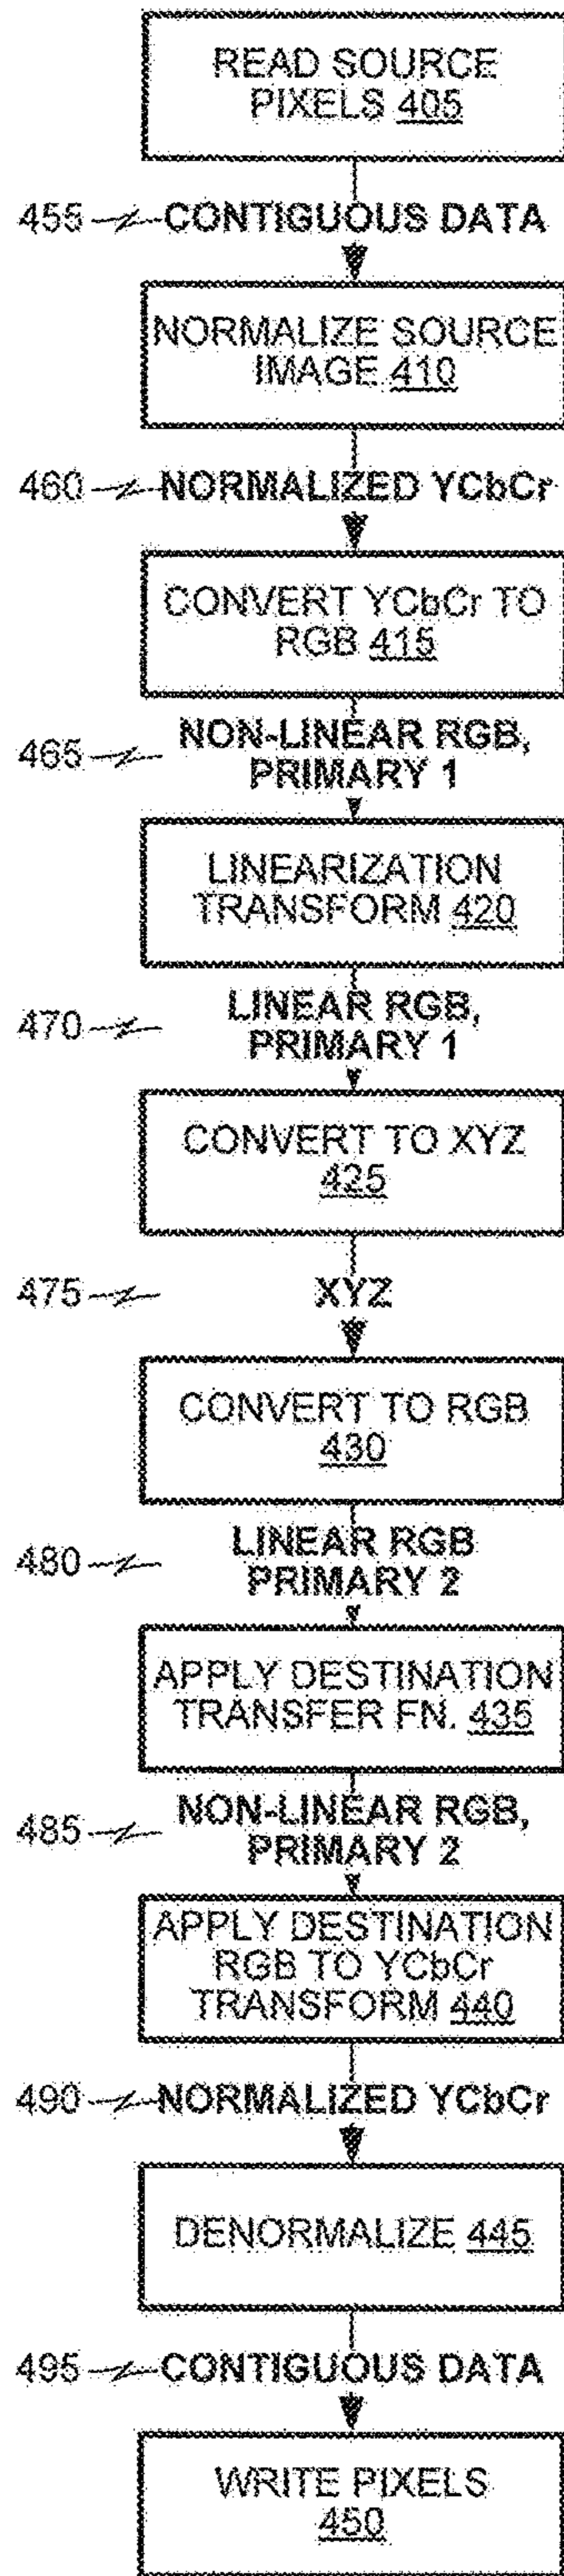 READ SOURCE
PIXELS 405
455 CONTIGUOUS DATA
NORMALIZE SOURCE
IMAGE 410
460 NORMALIZED YCbCr
CONVERT YCbCr TO
RGB 415
465 NON-LINEAR RGB,
PRIMARY 1
LINEARIZATION
TRANSFORM 420
470 LINEAR RGB,
PRIMARY 1
CONVERT TO XYZ
425
475 XYZ
CONVERT TO RGB
430
480 LINEAR RGB
PRIMARY 2
APPLY DESTINATION
TRANSFER FN. 435
485 NON-LINEAR RGB,
PRIMARY 2
APPLY DESTINATION
RGB TO YCbCr
TRANSFORM 440
490 NORMALIZED YCbCr
DENORMALIZE 445
495 CONTIGUOUS DATA
WRITE PIXELS
450